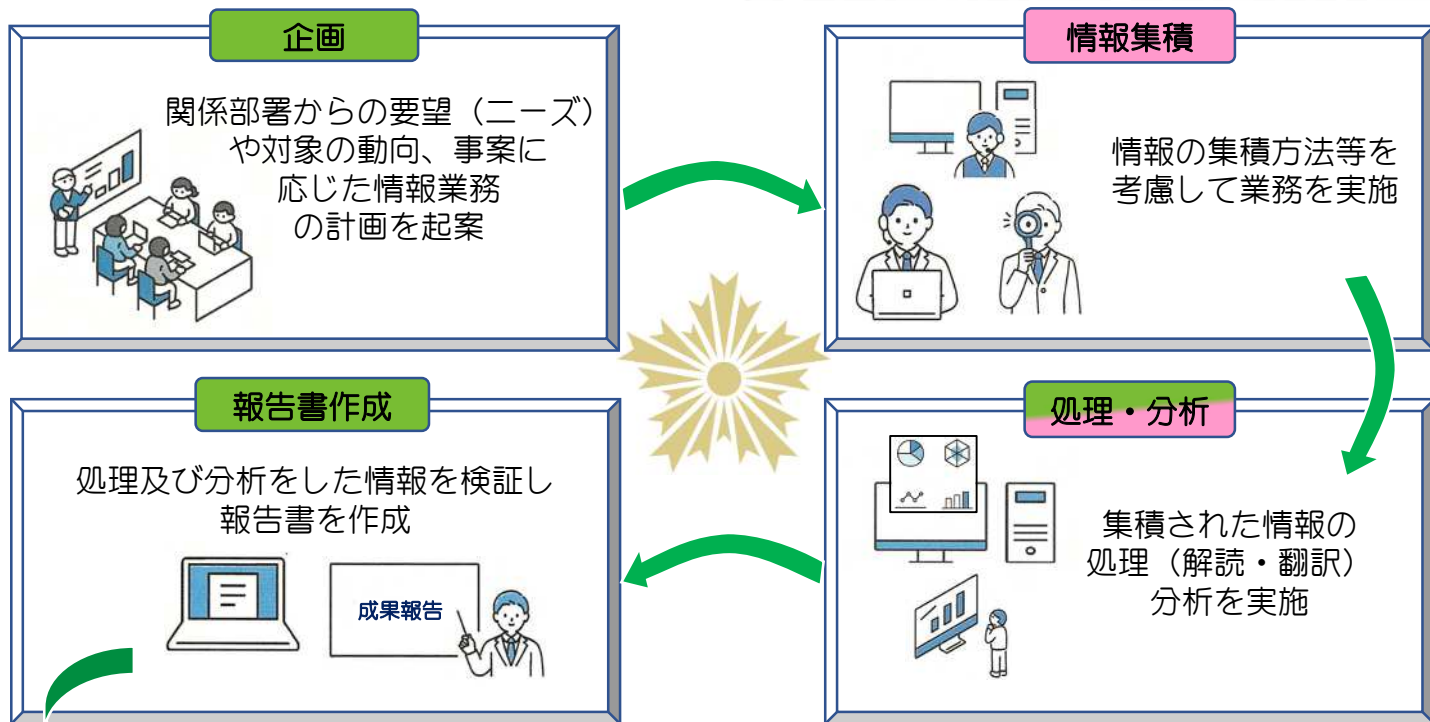 企画
関係部署からの要望（ニーズ）
や対象の動向、事案に
応じた情報業務
の計画を起案
情報集積
情報の集積方法等を
考慮して業務を実施
処理・分析
集積された情報の
処理（解読・翻訳）
分析を実施
報告書作成
処理及び分析をした情報を検証し
報告書を作成
成果報告